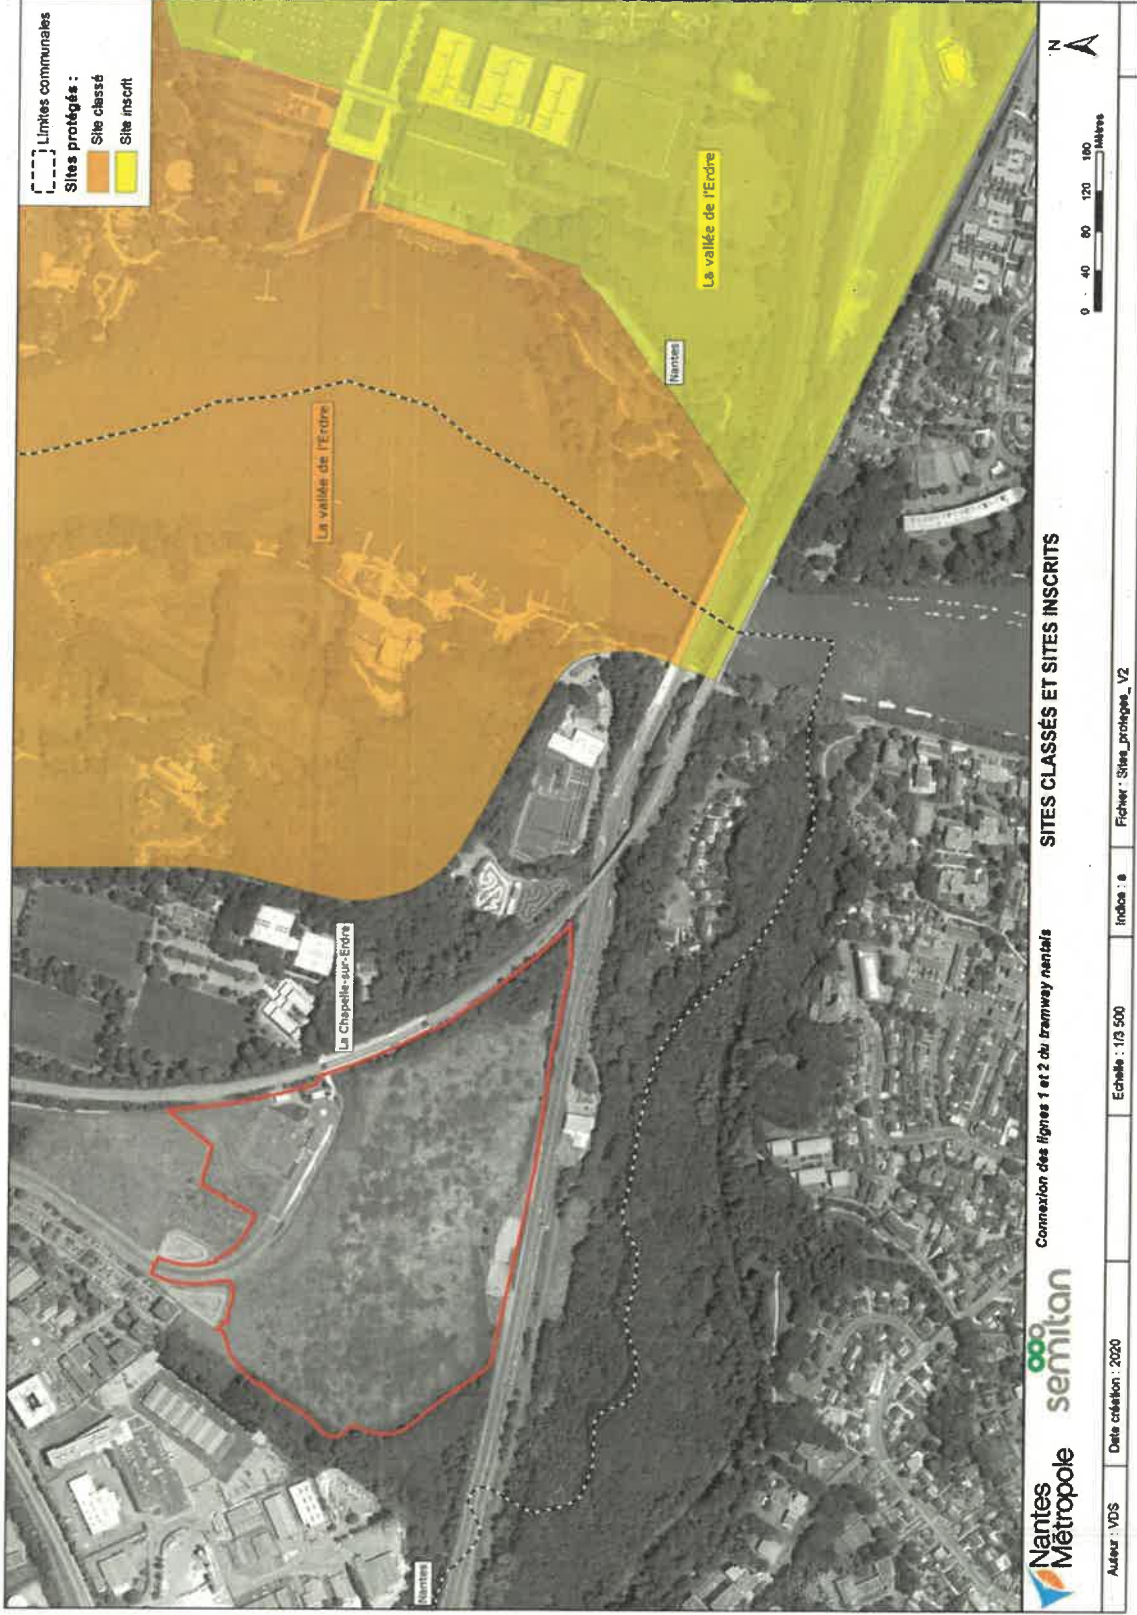 Limites communales
Sites protégés :
Site classé
Site inscrit
La vallée de l'Erdre
La vallée de l'Erdre
Nantes
La Chapelle-sur-Erdre
Nantes
N
0 40 80 120 160
Mètres
Nantes
Métropole
semitan
Connexion des lignes 1 et 2 du tramway nantais
SITES CLASSÉS ET SITES INSCRITS
Auteur : VDS
Date création : 2020
Echelle : 1/3 500
Indice : a
Fichier : Sites_proteges_V2